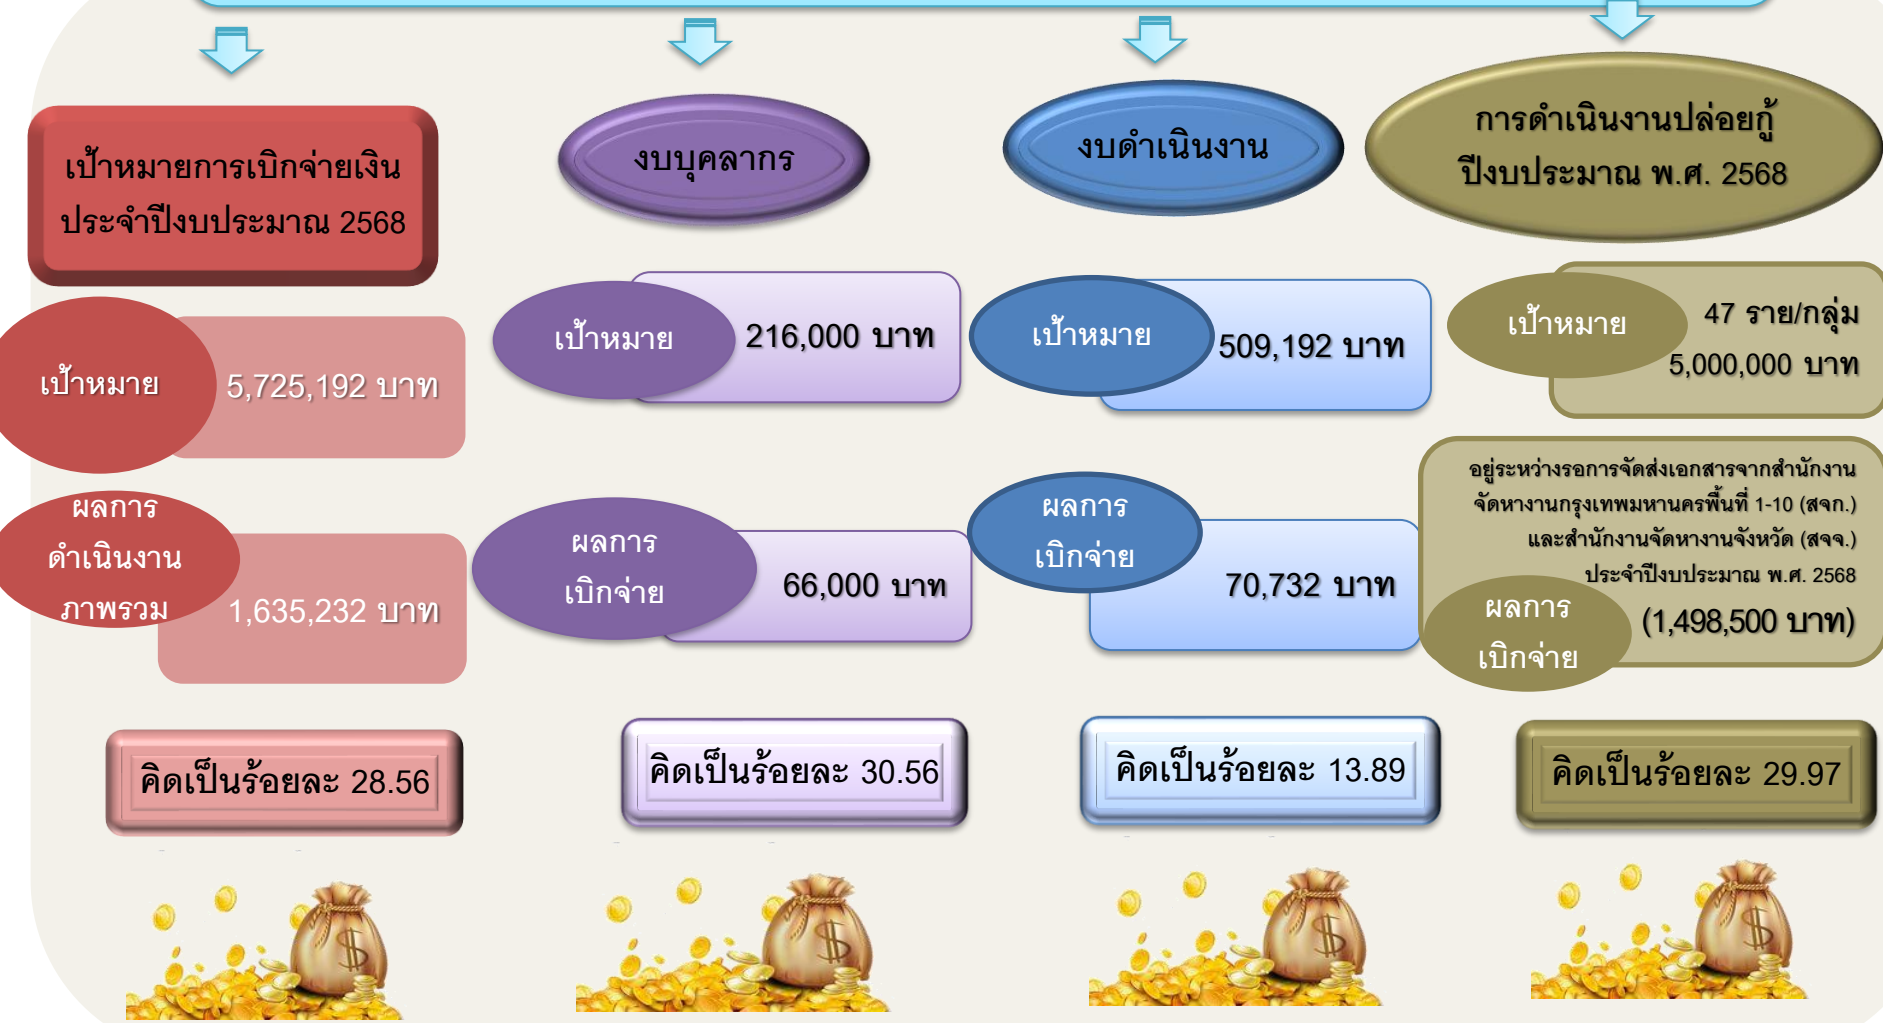 เป้าหมายการเบิกจ่ายเงิน
ประจำปีงบประมาณ 2568
เป้าหมาย
5,725,192 บาท
ผลการ
ดำเนินงาน
ภาพรวม
1,635,232 บาท
คิดเป็นร้อยละ 28.56
งบบุคลากร
เป้าหมาย
216,000 บาท
ผลการ
เบิกจ่าย
66,000 บาท
คิดเป็นร้อยละ 30.56
งบดำเนินงาน
เป้าหมาย
509,192 บาท
ผลการ
เบิกจ่าย
70,732 บาท
คิดเป็นร้อยละ 13.89
การดำเนินงานปล่อยกู้
ปีงบประมาณ พ.ศ. 2568
เป้าหมาย
47 ราย/กลุ่ม
5,000,000 บาท
อยู่ระหว่างรอการจัดส่งเอกสารจากสำนักงาน
จัดหางานกรุงเทพมหานครพื้นที่ 1-10 (สจก.)
และสำนักงานจัดหางานจังหวัด (สจจ.)
ประจำปีงบประมาณ พ.ศ. 2568
(1,498,500 บาท)
ผลการ
เบิกจ่าย
คิดเป็นร้อยละ 29.97